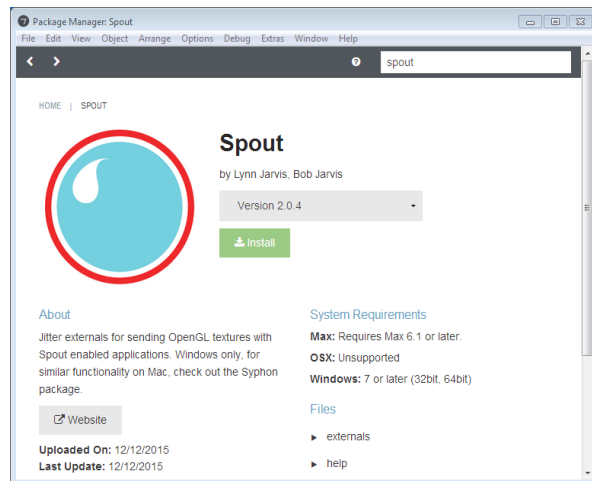 Package Manager: Spout
File Edit View Object Arrange Options Debug Extras Window Help
spout
HOME | SPOUT
Spout
by Lynn Jarvis, Bob Jarvis
Version 2.0.4
Install
About
Jitter externals for sending OpenGL textures with
Spout enabled applications. Windows only, for
similar functionality on Mac, check out the Syphon
package.
Website
Uploaded On: 12/12/2015
Last Update: 12/12/2015
System Requirements
Max: Requires Max 6.1 or later.
OSX: Unsupported
Windows: 7 or later (32bit, 64bit)
Files
externals
help